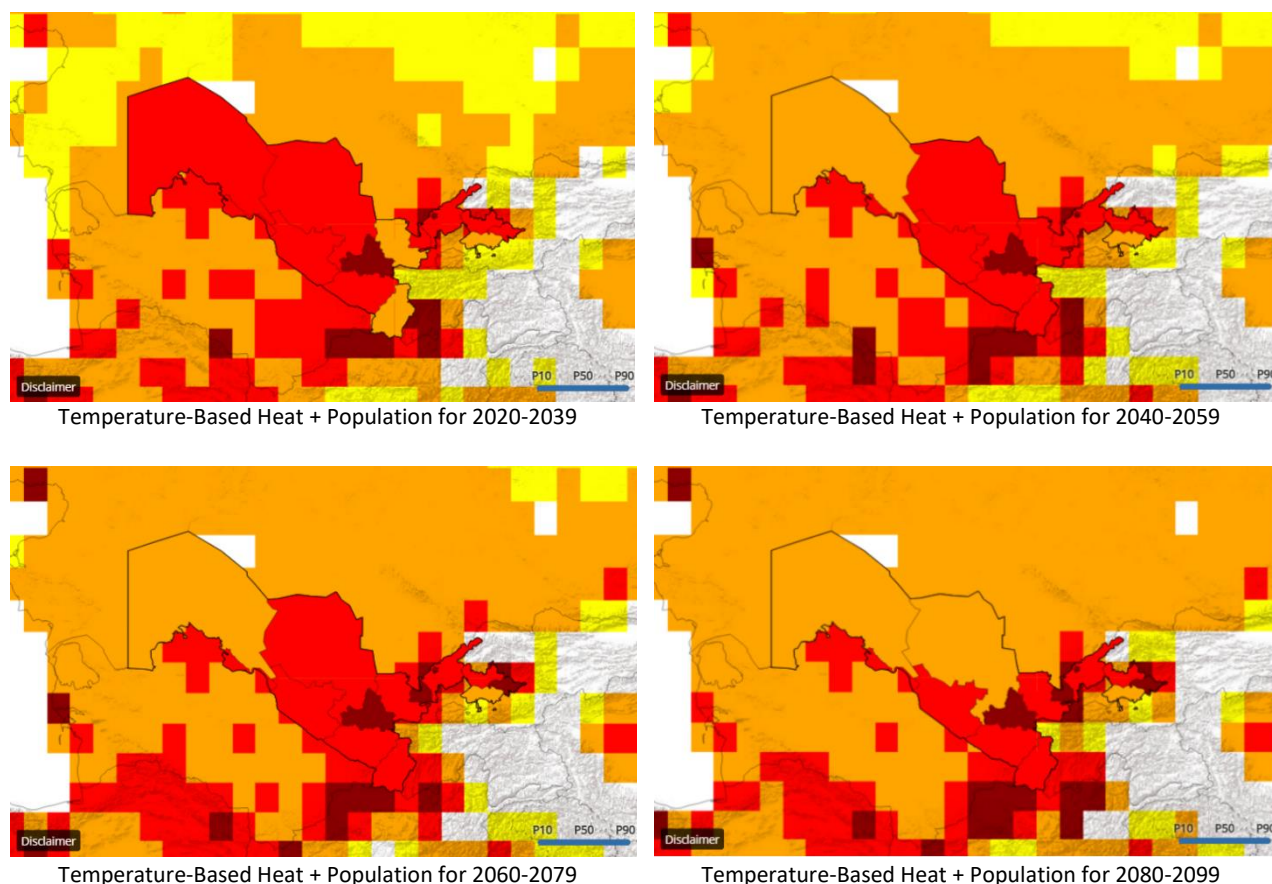 P10 P50 P90
Disclaimer
Temperature-Based Heat + Population for 2020-2039
P10 P50 P90
Disclaimer
Temperature-Based Heat + Population for 2040-2059
P10 P50 P90
Disclaimer
Temperature-Based Heat + Population for 2060-2079
P10 P50 P90
Disclaimer
Temperature-Based Heat + Population for 2080-2099